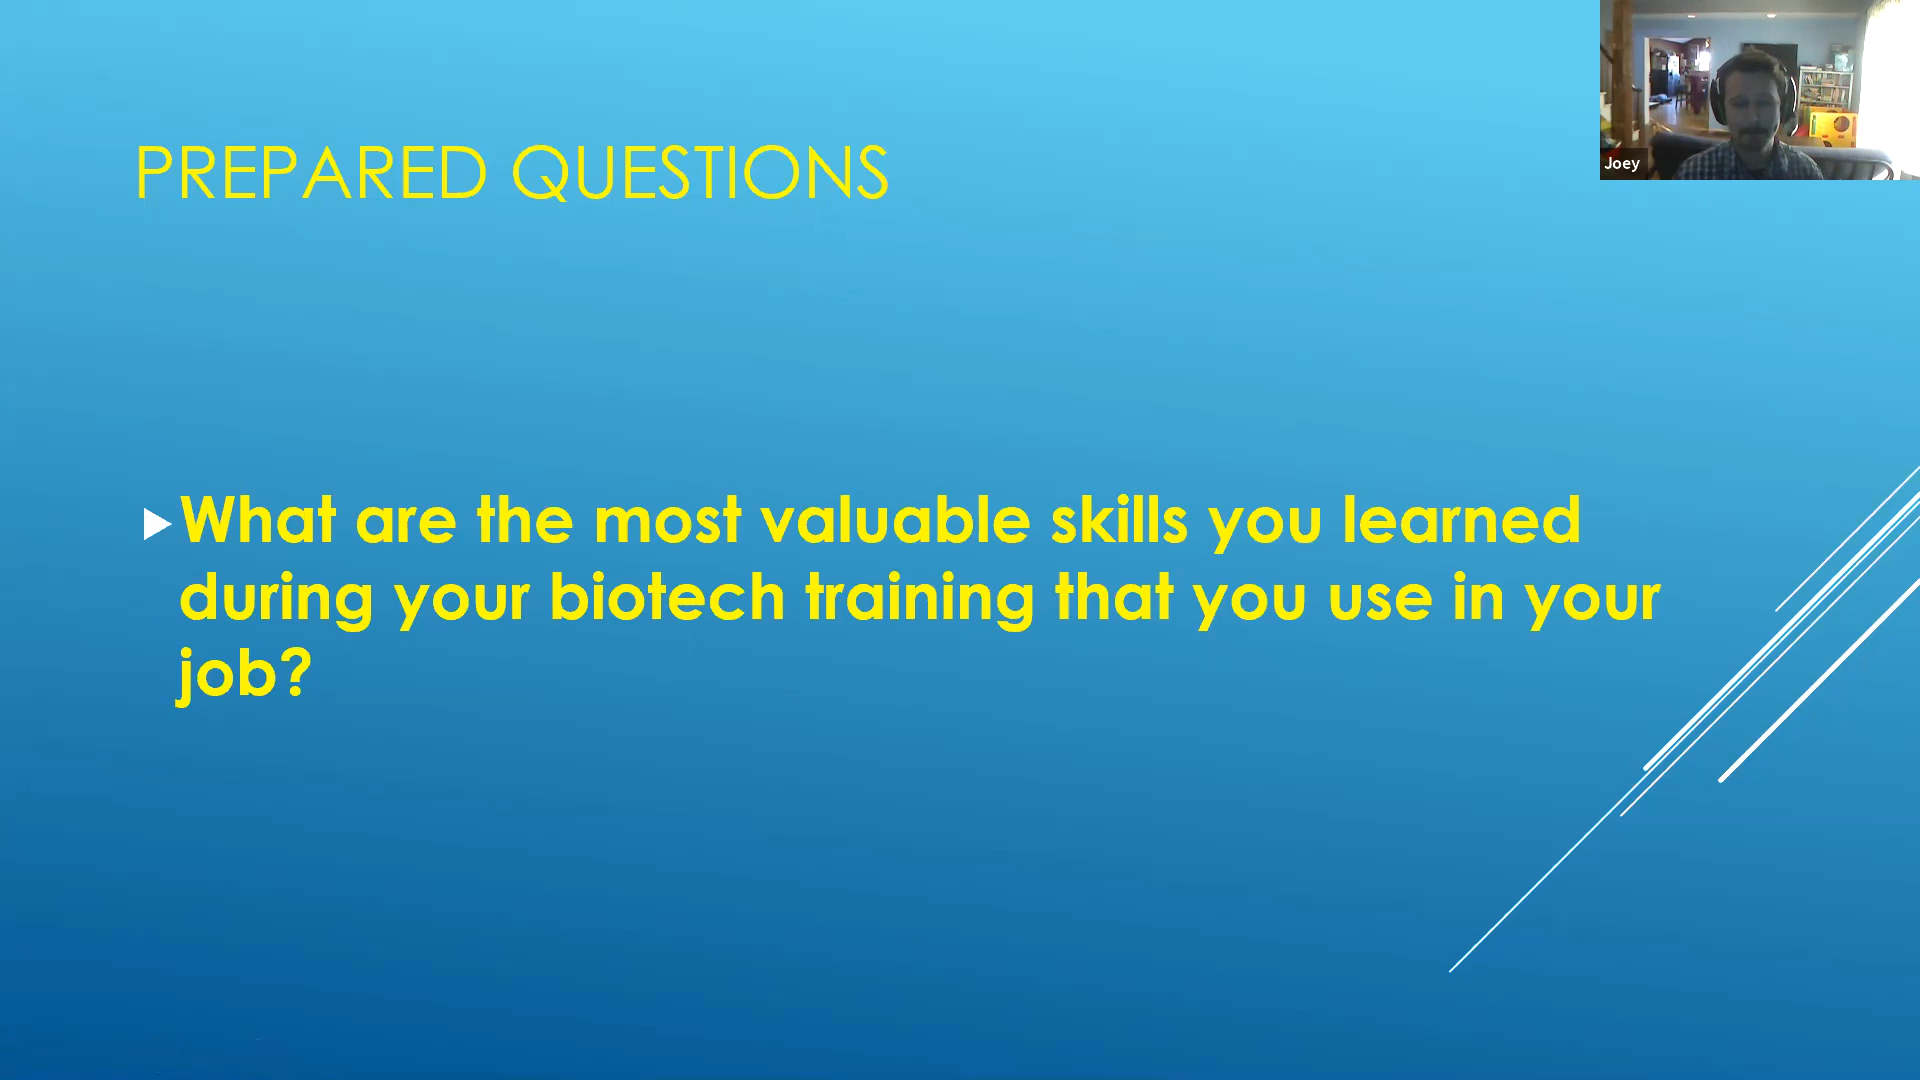 PREPARED QUESTIONS
What are the most valuable skills you learned
during your biotech training that you use in your
job?
Joey